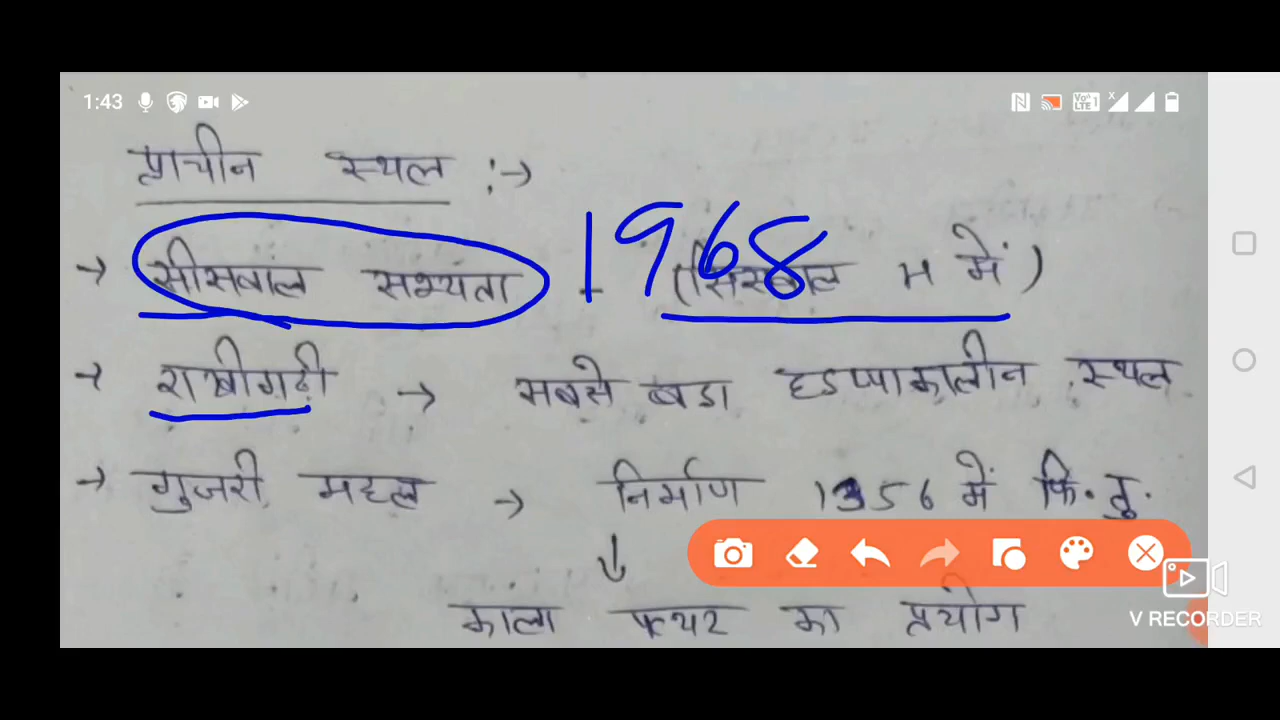 1:43
प्राचीन स्थल :→
→ सीसवाल सभ्यता - (सिसवाल म में) 1968
→ राखीगढी → सबसे बडा हडप्पाकालीन स्थल
→ गुजरी महल → निर्माण 1356 में फि. तु.
↓
काला पत्थर का प्रयोग
V RECORDER